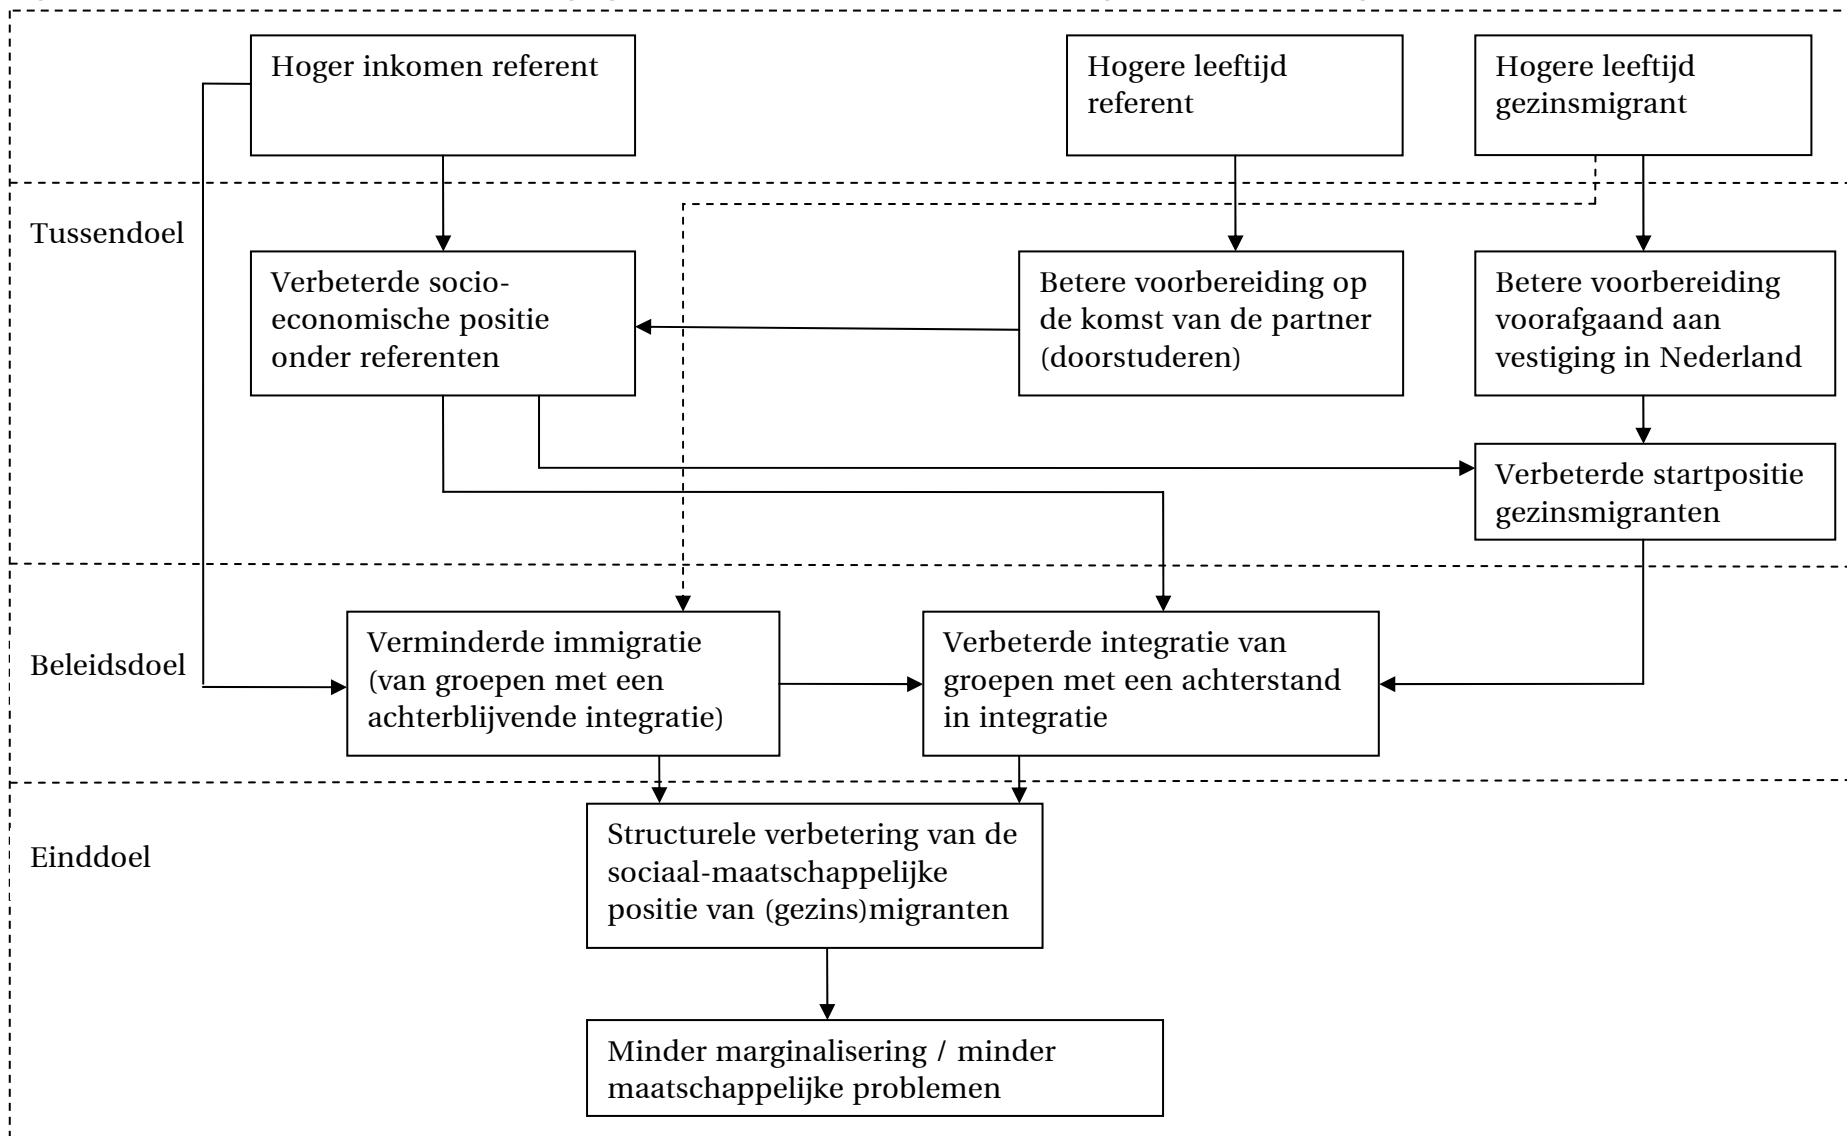 Hoger inkomen referent
Hogere leeftijd
referent
Hogere leeftijd
gezinsmigrant
Tussendoel
Verbeterde socio-
economische positie
onder referenten
Betere voorbereiding op
de komst van de partner
(doorstuderen)
Betere voorbereiding
voorafgaand aan
vestiging in Nederland
Verbeterde startpositie
gezinsmigranten
Beleidsdoel
Verminderde immigratie
(van groepen met een
achterblijvende integratie)
Verbeterde integratie van
groepen met een achterstand
in integratie
Einddoel
Structurele verbetering van de
sociaal-maatschappelijke
positie van (gezins)migranten
Minder marginalisering / minder
maatschappelijke problemen